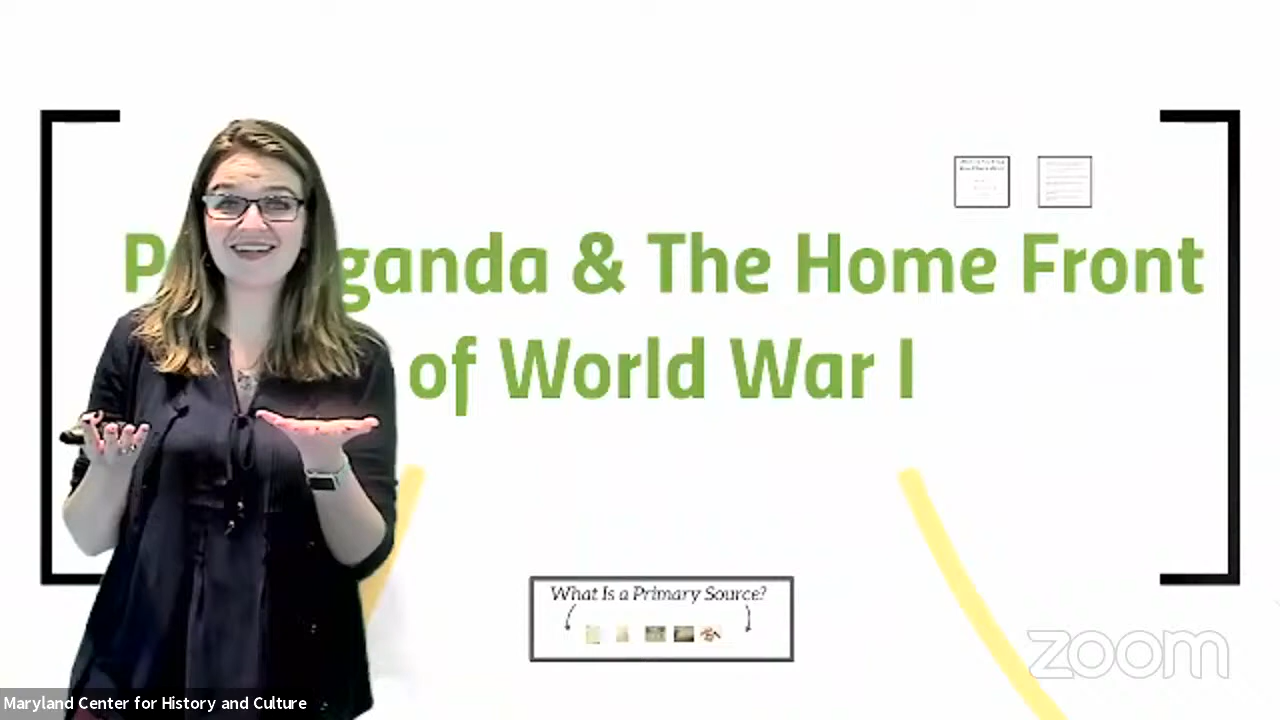 P ganda & The Home Front
of World War I
What Is a Primary Source?
zoom
Maryland Center for History and Culture